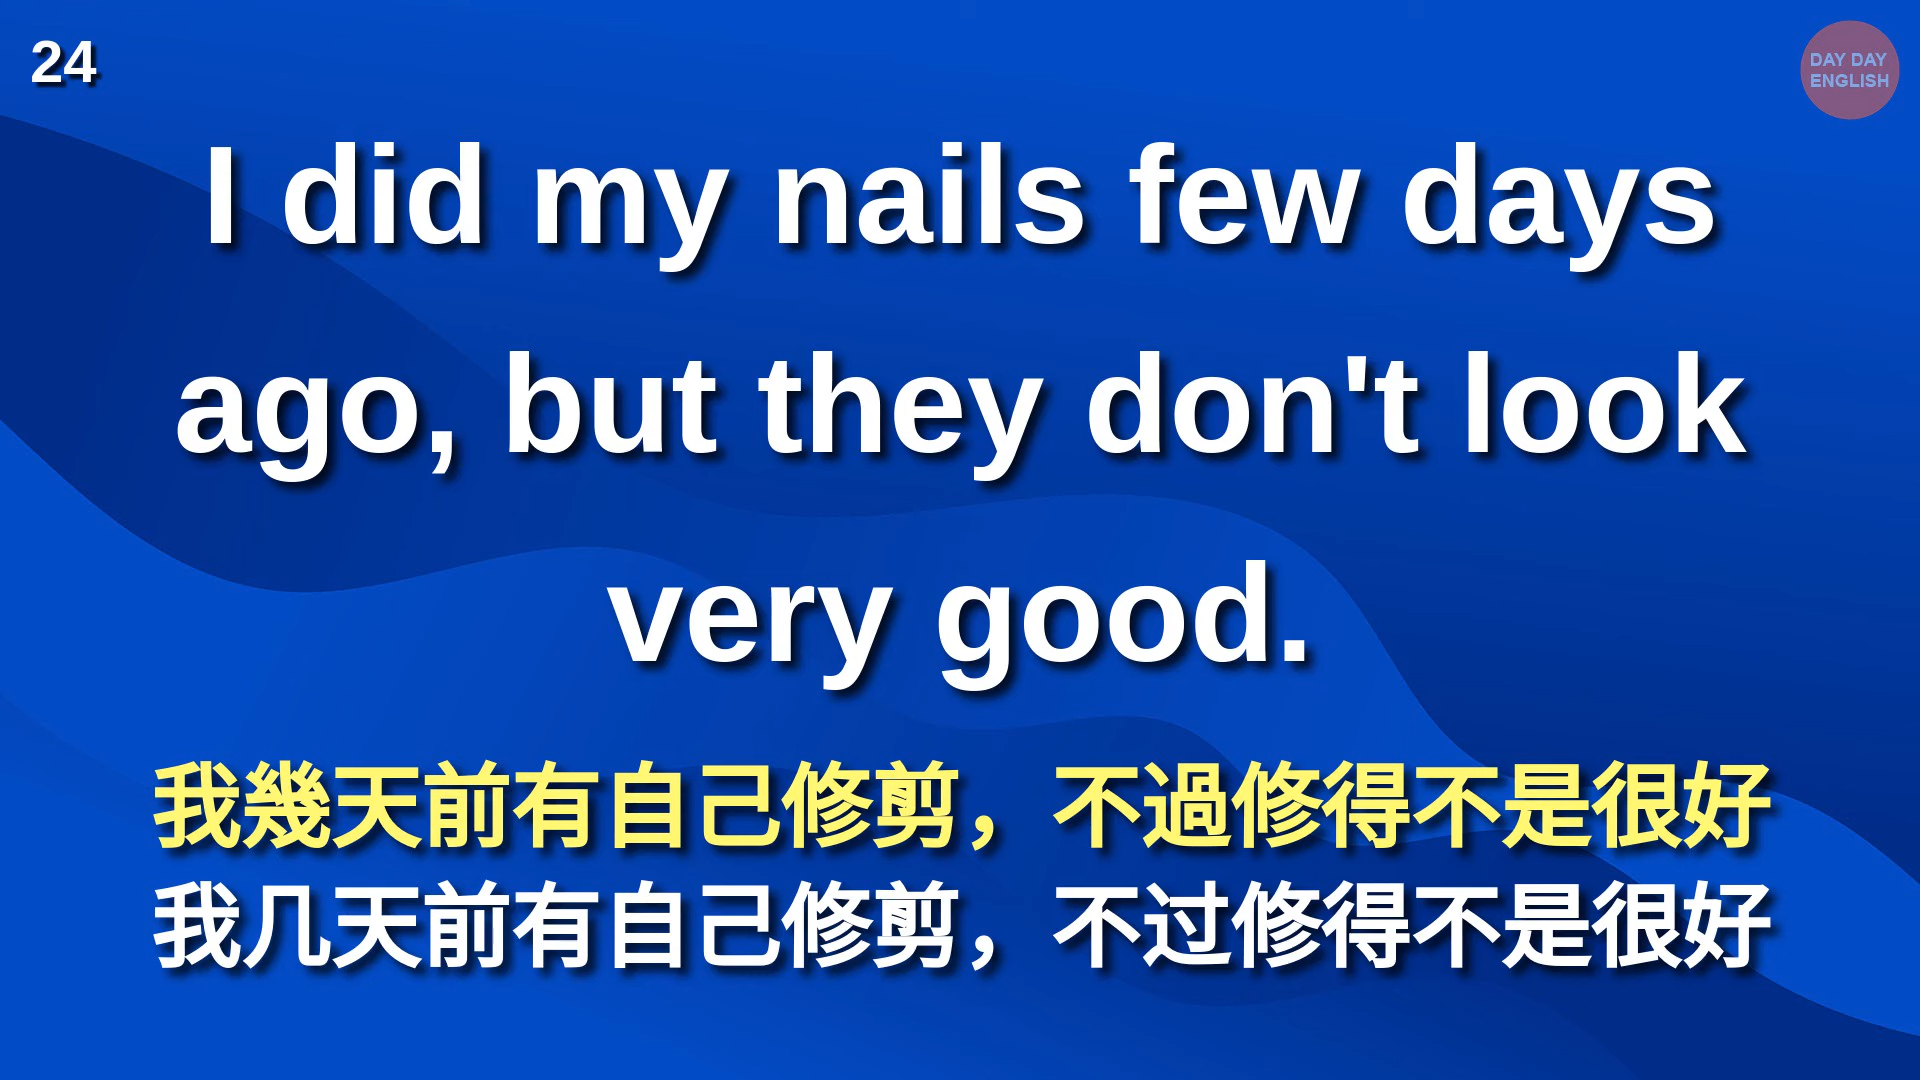 24
DAY DAY
ENGLISH
I did my nails few days
ago, but they don't look
very good.
我幾天前有自己修剪，不過修得不是很好
我几天前有自己修剪，不过修得不是很好